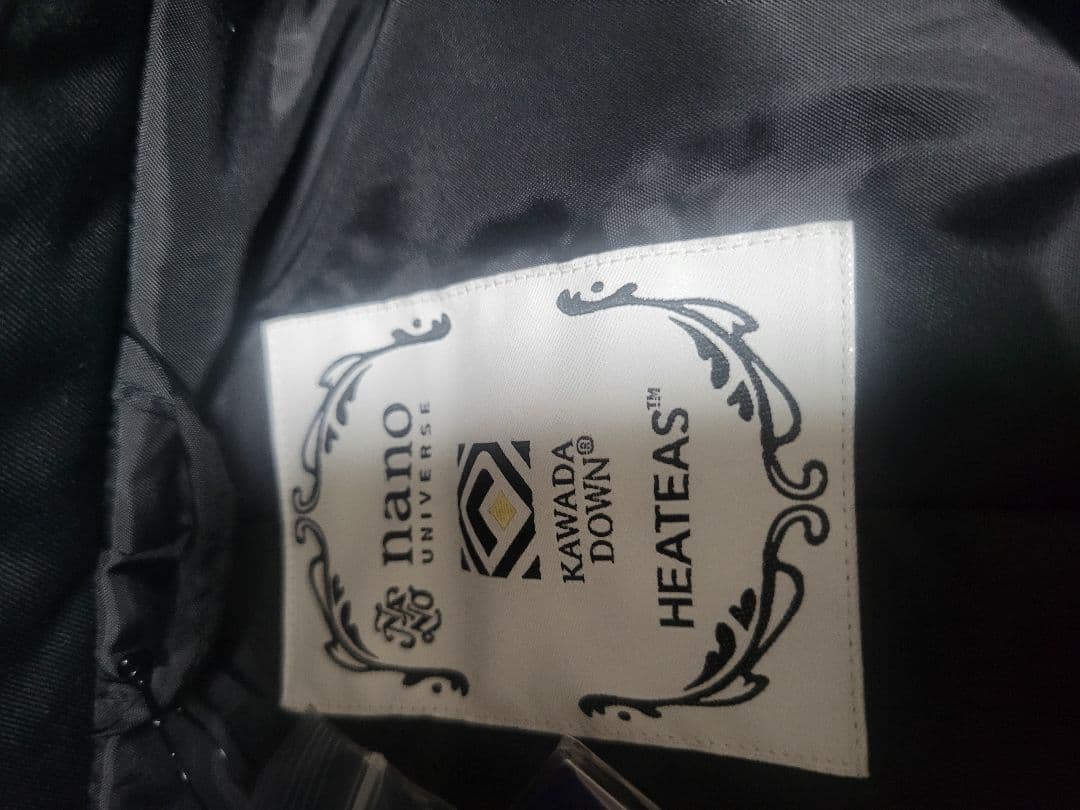 nano
UNIVERSE
KAWADA
DOWN®
HEATEAS™